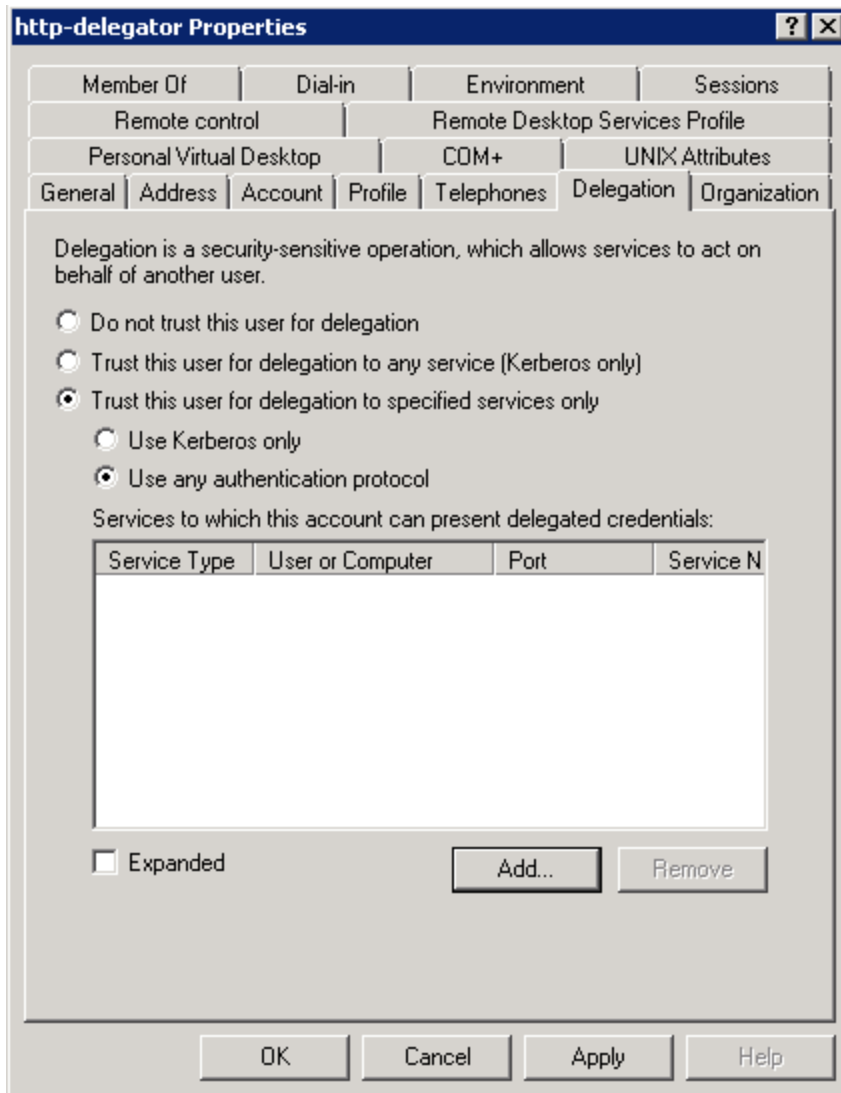 http-delegator Properties
Member Of
Dial-in
Environment
Sessions
Remote control
Remote Desktop Services Profile
Personal Virtual Desktop
COM+
UNIX Attributes
General
Address
Account
Profile
Telephones
Delegation
Organization
Delegation is a security-sensitive operation, which allows services to act on
behalf of another user.
Do not trust this user for delegation
Trust this user for delegation to any service (Kerberos only)
Trust this user for delegation to specified services only
Use Kerberos only
Use any authentication protocol
Services to which this account can present delegated credentials:
Service Type
User or Computer
Port
Service N
Expanded
Add...
Remove
OK
Cancel
Apply
Help